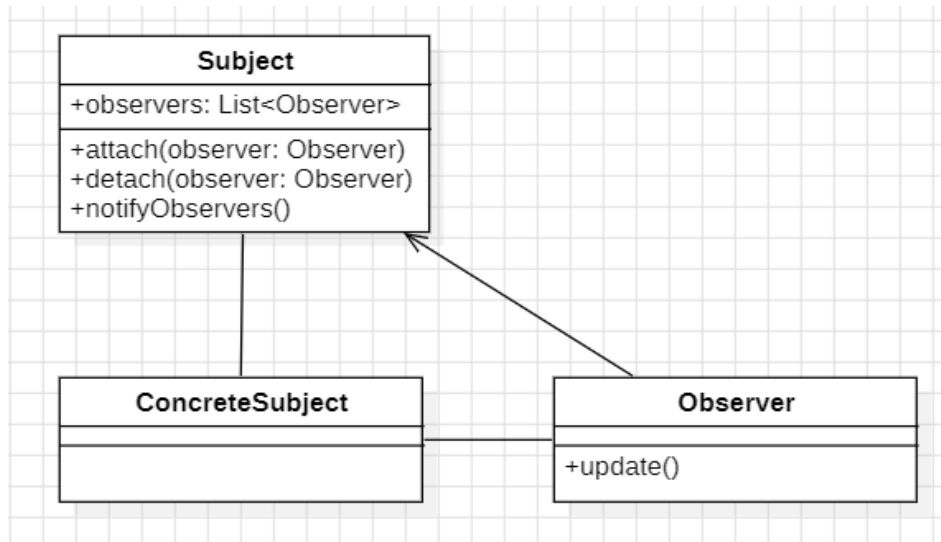 Subject
+observers: List<Observer>
+attach(observer: Observer)
+detach(observer: Observer)
+notifyObservers()
ConcreteSubject
Observer
+update()